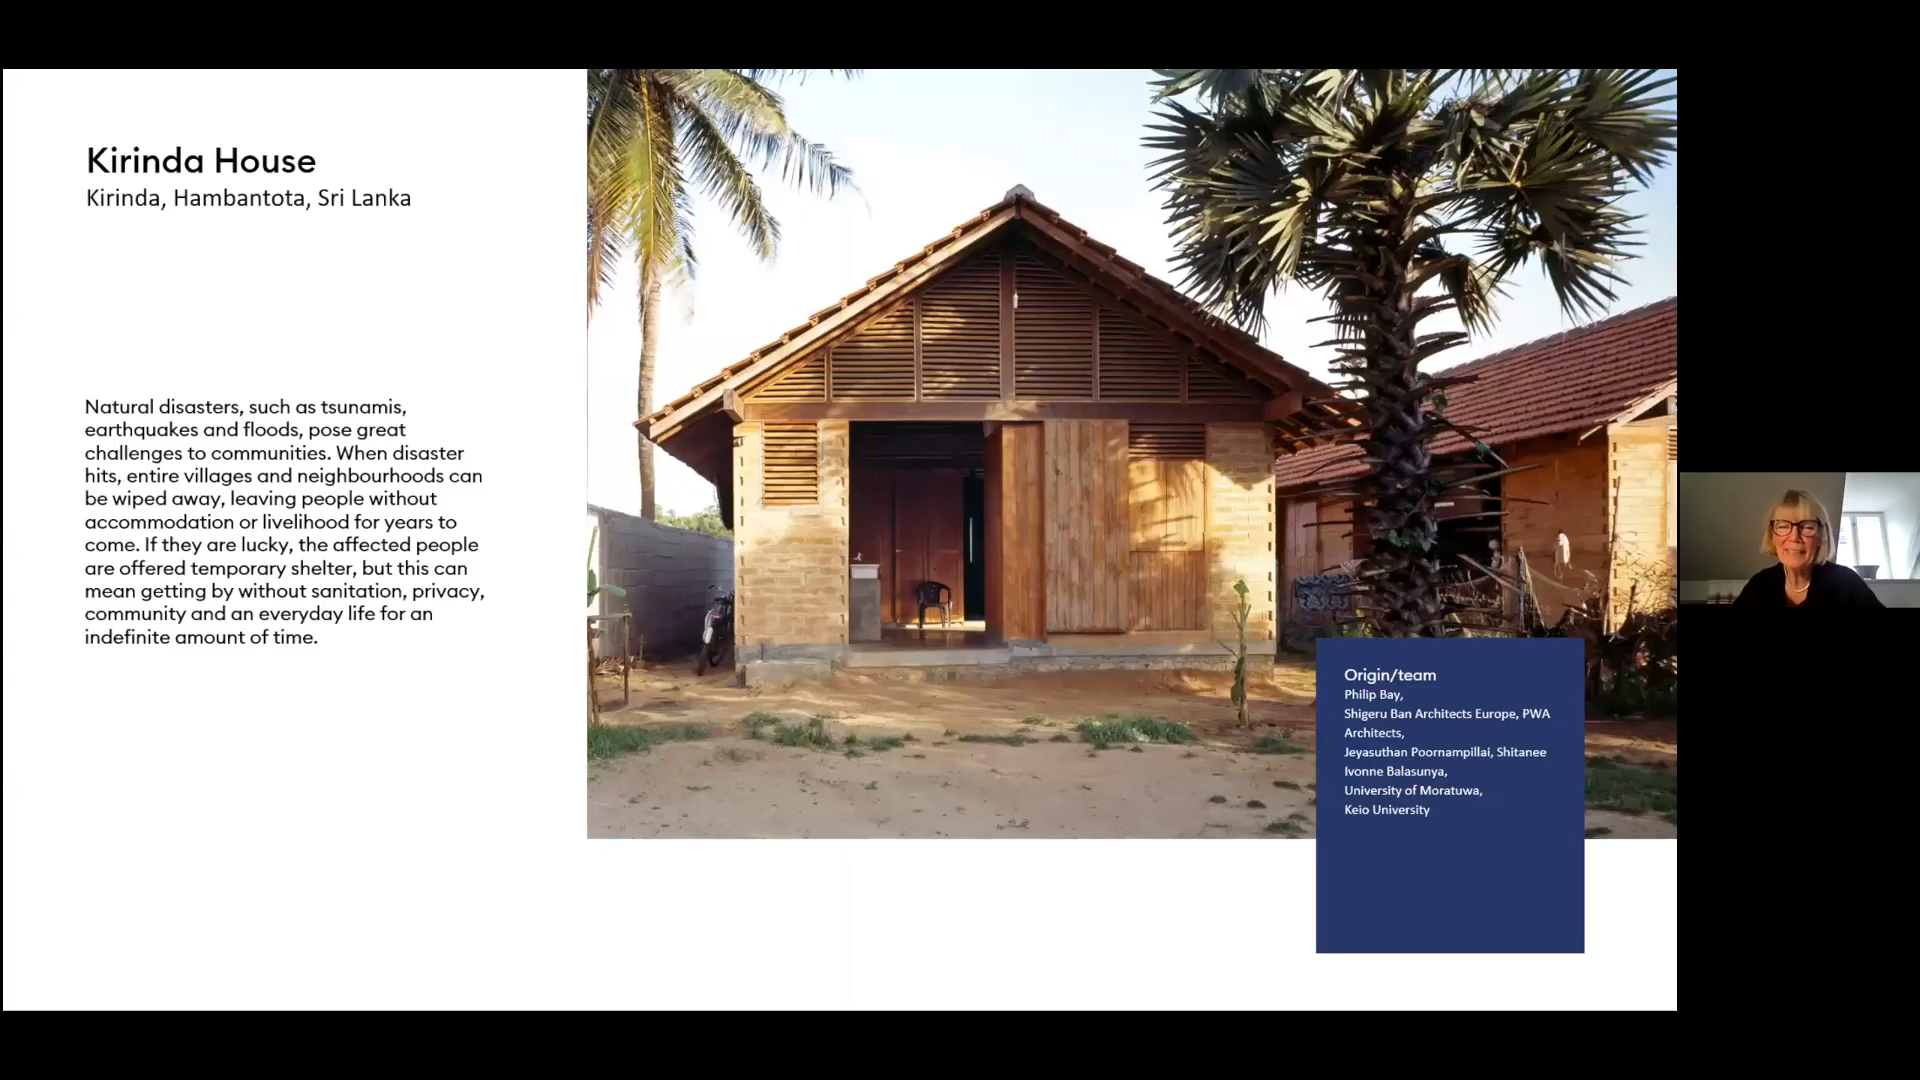 Kirinda House
Kirinda, Hambantota, Sri Lanka
Natural disasters, such as tsunamis,
earthquakes and floods, pose great
challenges to communities. When disaster
hits, entire villages and neighbourhoods can
be wiped away, leaving people without
accommodation or livelihood for years to
come. If they are lucky, the affected people
are offered temporary shelter, but this can
mean getting by without sanitation, privacy,
community and an everyday life for an
indefinite amount of time.
Origin/team
Philip Bay,
Shigeru Ban Architects Europe, PWA
Architects,
Jeyasuthan Poornampillai, Shitanee
Ivonne Balasunya,
University of Moratuwa,
Keio University